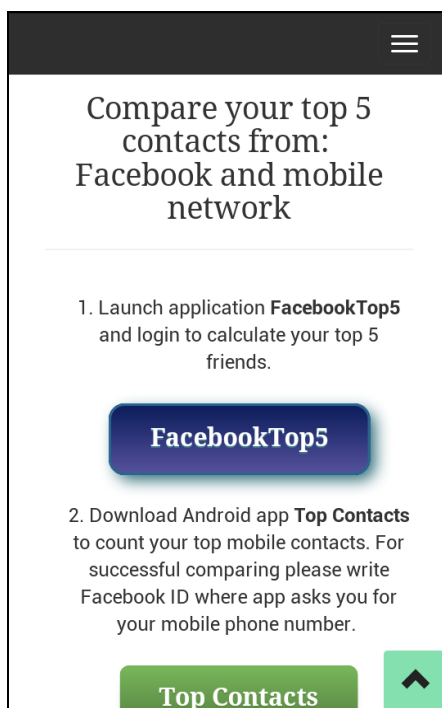 Compare your top 5
contacts from:
Facebook and mobile
network
1. Launch application FacebookTop5
and login to calculate your top 5
friends.
FacebookTop5
2. Download Android app Top Contacts
to count your top mobile contacts. For
successful comparing please write
Facebook ID where app asks you for
your mobile phone number.
Top Contacts